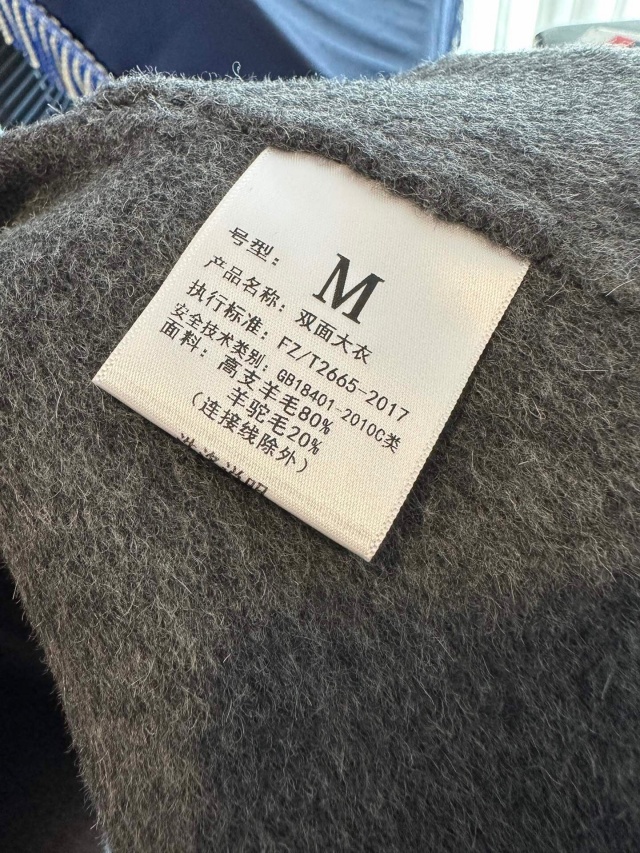 号型： M
产品名称：双面大衣
执行标准：FZ/T2665-2017
安全技术类别：GB18401-2010C类
面料：高支羊毛80%
羊驼毛20%
（连接线除外）